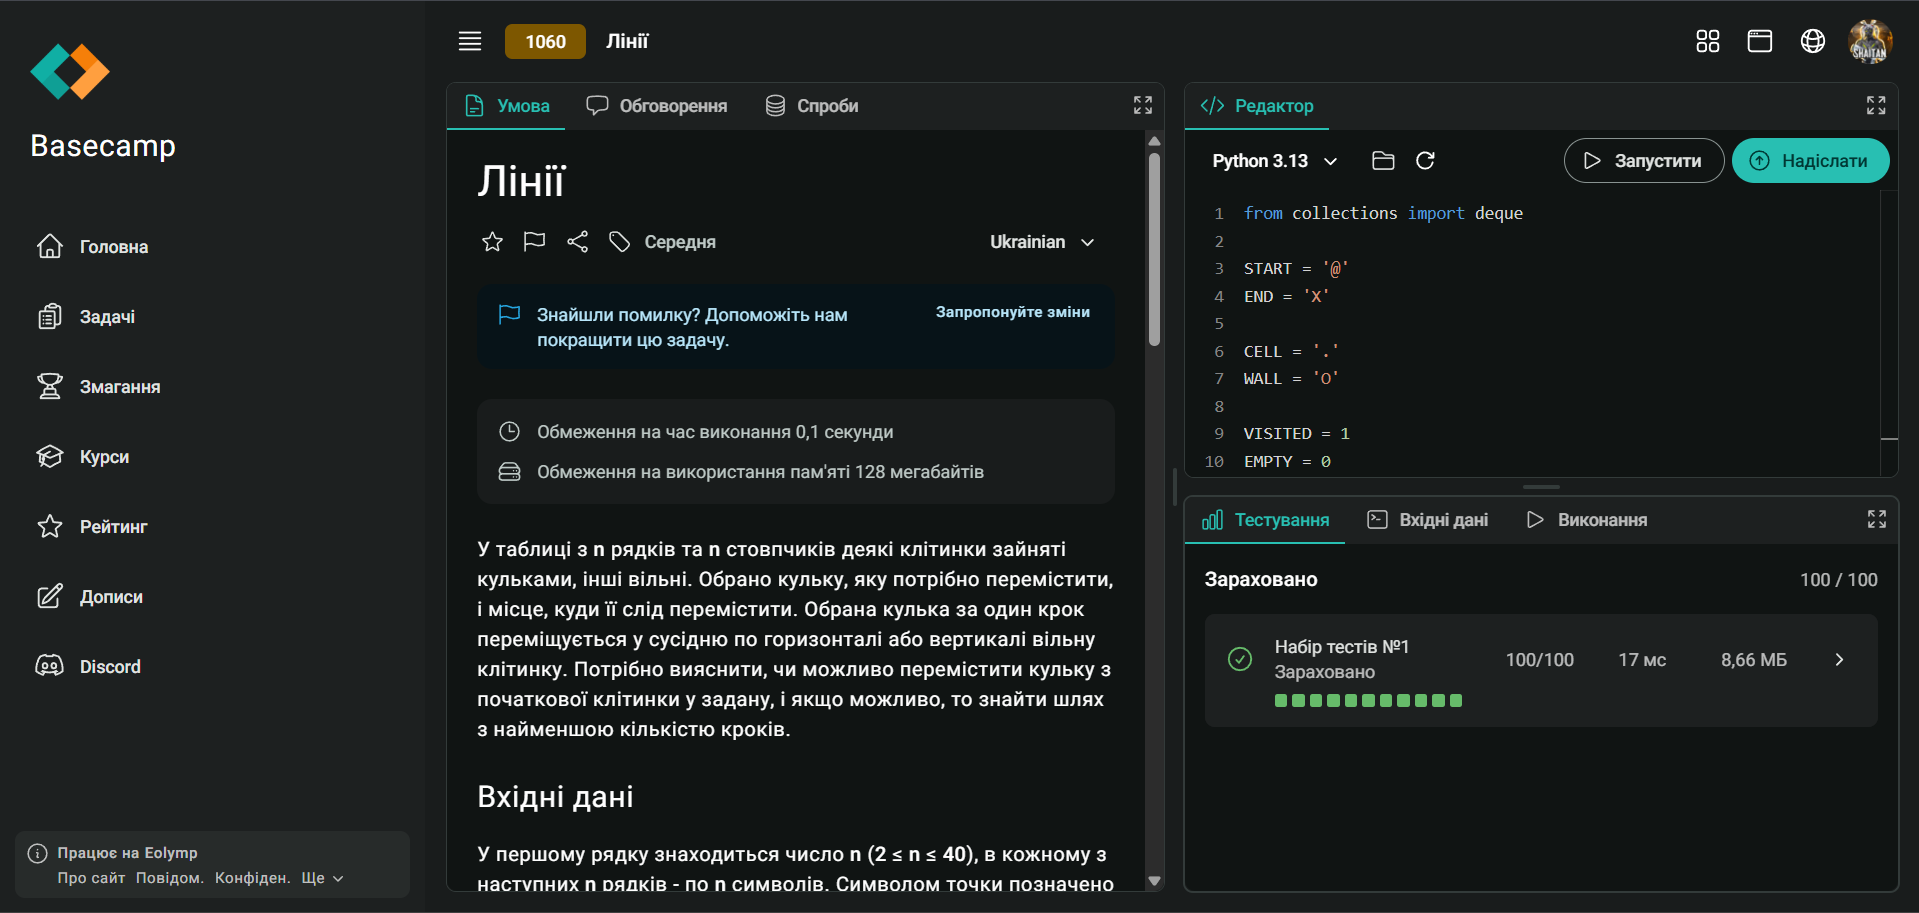 Basecamp
Головна
Задачі
Змагання
Курси
Рейтинг
Дописи
Discord
Працює на Eolymp
Про сайт Повідом. Конфіден. Ще
1060 Лінії
SHAITAN
Умова Обговорення Спроби
Лінії
Середня Ukrainian
Знайшли помилку? Допоможіть нам
покращити цю задачу.
Запропонуйте зміни
Обмеження на час виконання 0,1 секунди
Обмеження на використання пам'яті 128 мегабайтів
У таблиці з n рядків та n стовпчиків деякі клітинки зайняті
кульками, інші вільні. Обрано кульку, яку потрібно перемістити,
і місце, куди її слід перемістити. Обрана кулька за один крок
переміщується у сусідню по горизонталі або вертикалі вільну
клітинку. Потрібно вияснити, чи можливо перемістити кульку з
початкової клітинки у задану, і якщо можливо, то знайти шлях
з найменшою кількістю кроків.
Вхідні дані
У першому рядку знаходиться число n (2 ≤ n ≤ 40), в кожному з
наступних n рядків - по n символів. Символом точки позначено
Редактор
Python 3.13 Запустити Надіслати
1 from collections import deque
2
3 START = '@'
4 END = 'X'
5
6 CELL = '.'
7 WALL = 'O'
8
9 VISITED = 1
10 EMPTY = 0
Тестування Вхідні дані Виконання
Зараховано 100 / 100
Набір тестів №1
Зараховано
100/100 17 мс 8,66 МБ